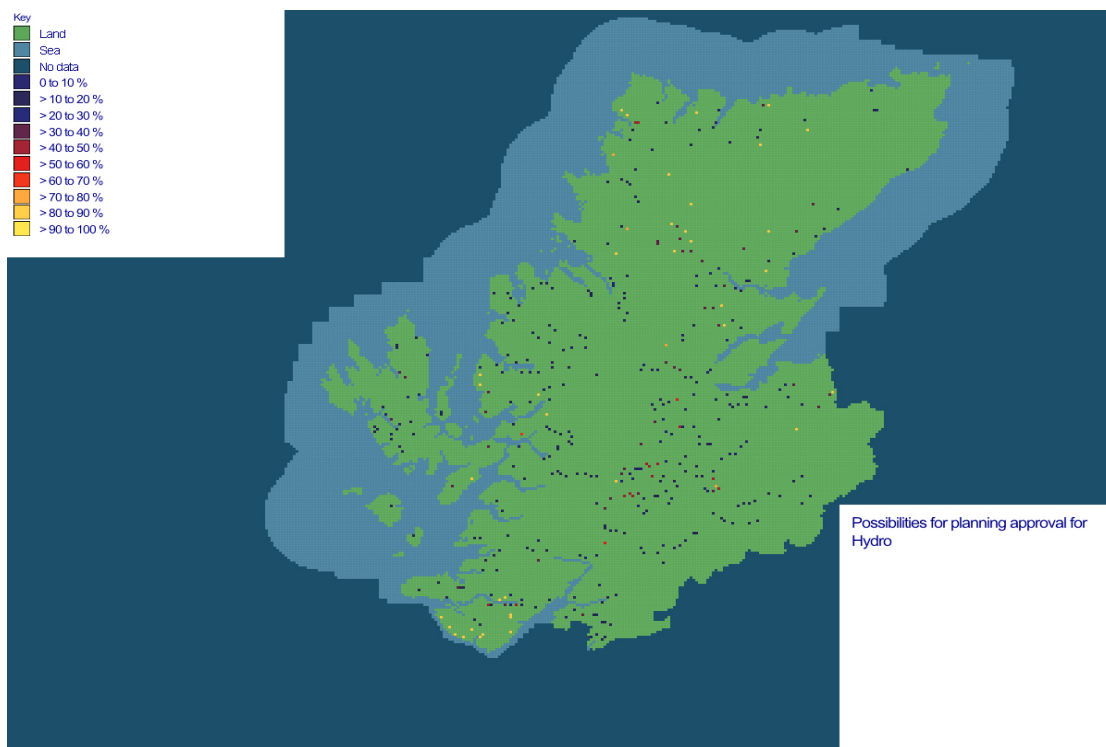 Key
Land
Sea
No data
0 to 10 %
> 10 to 20 %
> 20 to 30 %
> 30 to 40 %
> 40 to 50 %
> 50 to 60 %
> 60 to 70 %
> 70 to 80 %
> 80 to 90 %
> 90 to 100 %
Possibilities for planning approval for
Hydro